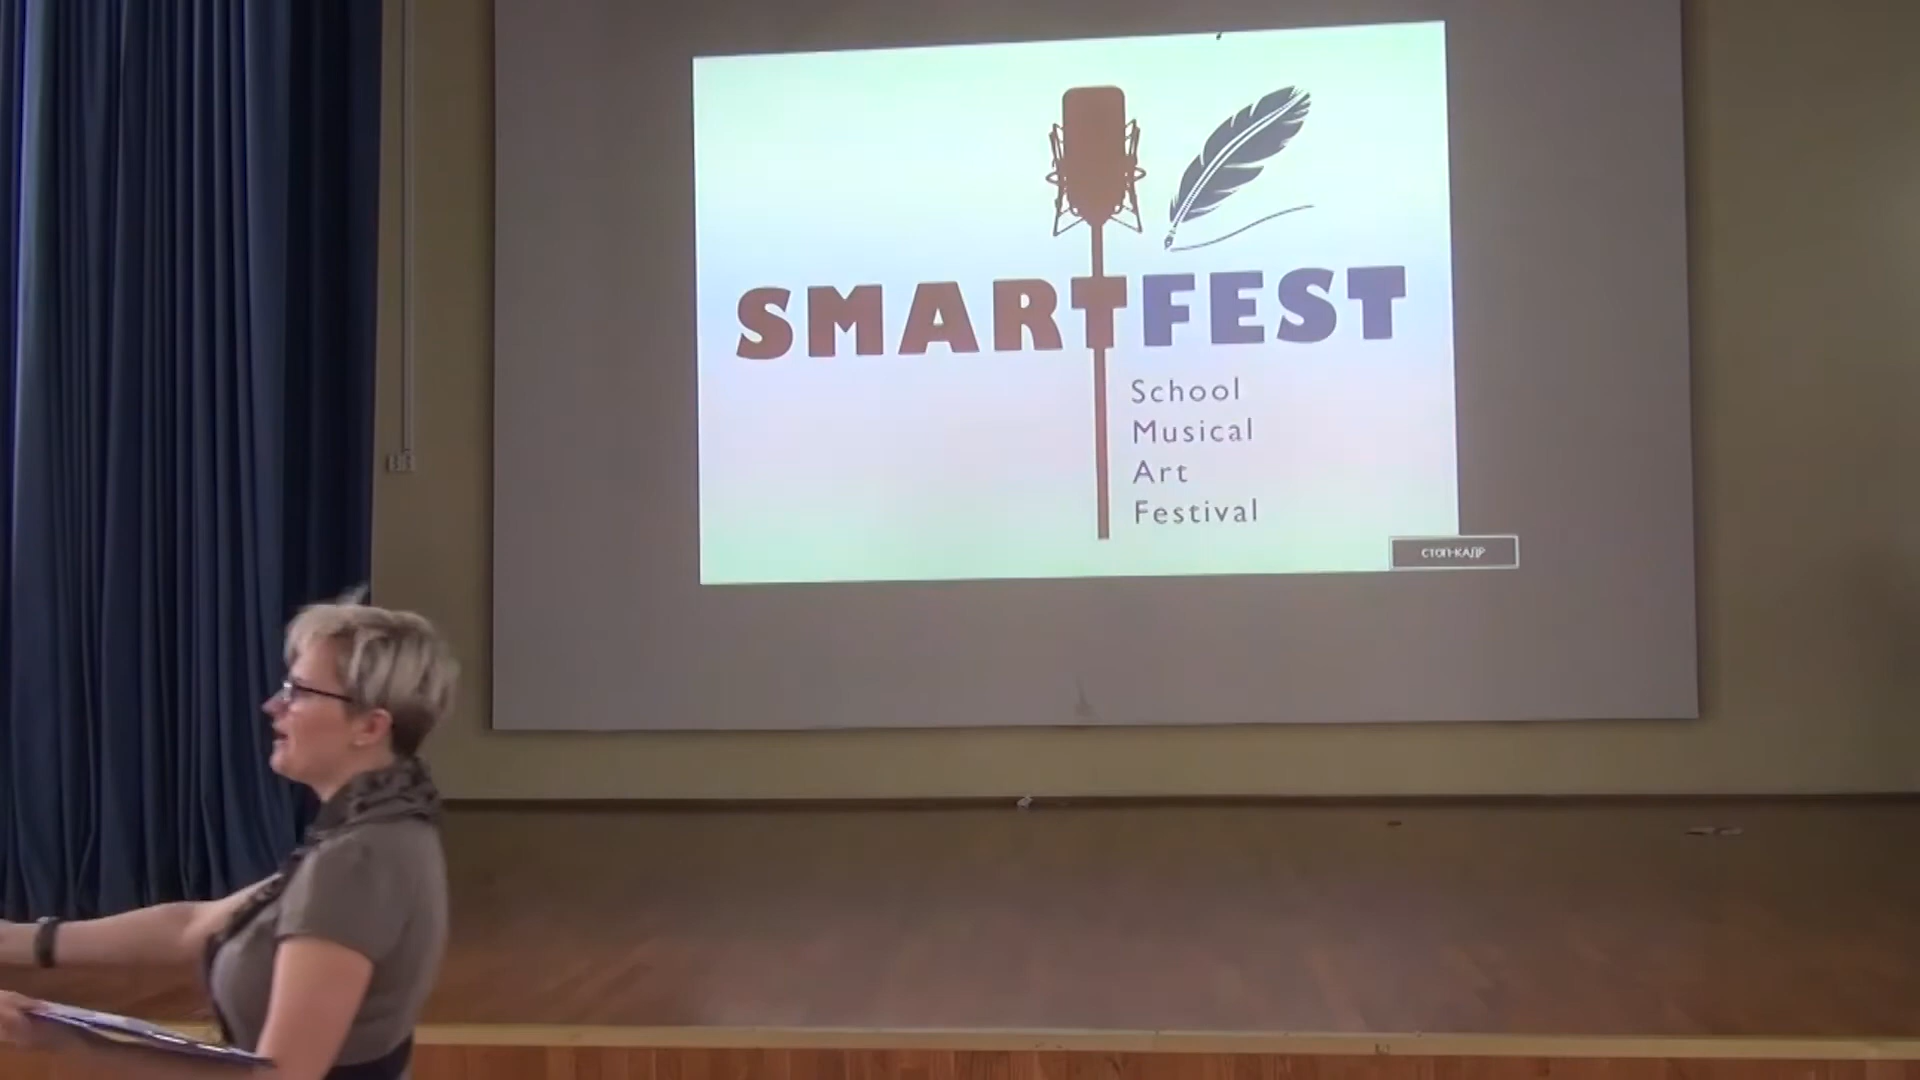 SMARTFEST
School
Musical
Art
Festival
СТОП-КАДР